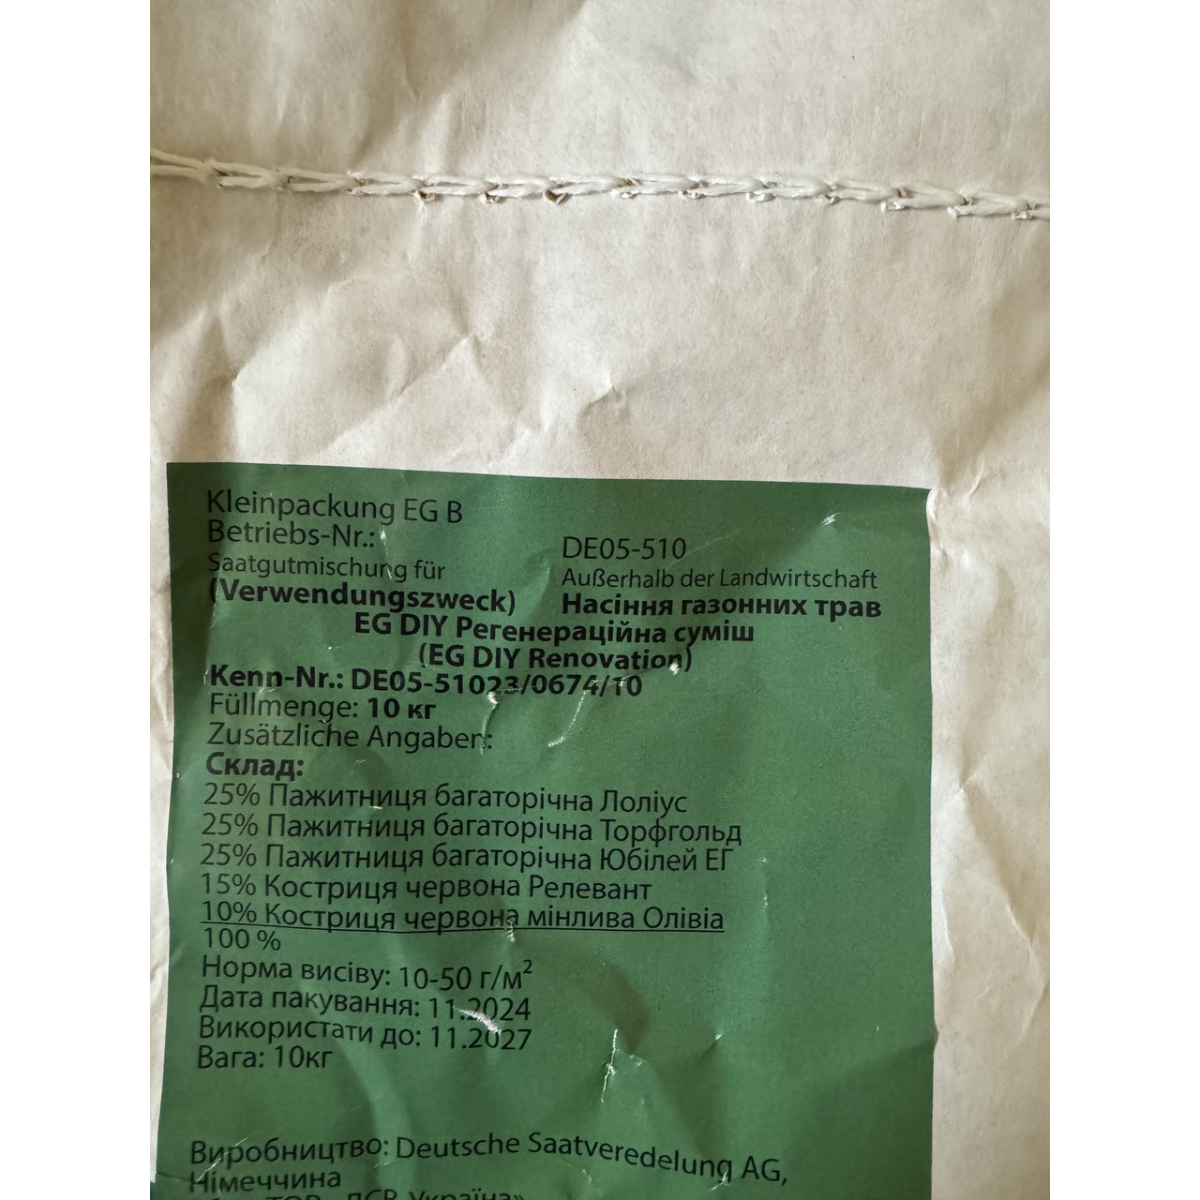 Kleinpackung EG B
Betriebs-Nr.: DE05-510
Saatgutmischung für Außerhalb der Landwirtschaft
(Verwendungszweck) Насіння газонних трав
EG DIY Регенераційна суміш
(EG DIY Renovation)
Kenn-Nr.: DE05-51023/0674/10
Füllmenge: 10 кг
Zusätzliche Angaben:
Склад:
25% Пажитниця багаторічна Лоліус
25% Пажитниця багаторічна Торфгольд
25% Пажитниця багаторічна Юбілей ЕГ
15% Костриця червона Релевант
10% Костриця червона мінлива Олівія
100 %
Норма висіву: 10-50 г/м²
Дата пакування: 11.2024
Використати до: 11.2027
Вага: 10кг
Виробництво: Deutsche Saatveredelung AG,
Німеччина
ТОВ «ДСВ-Україна»